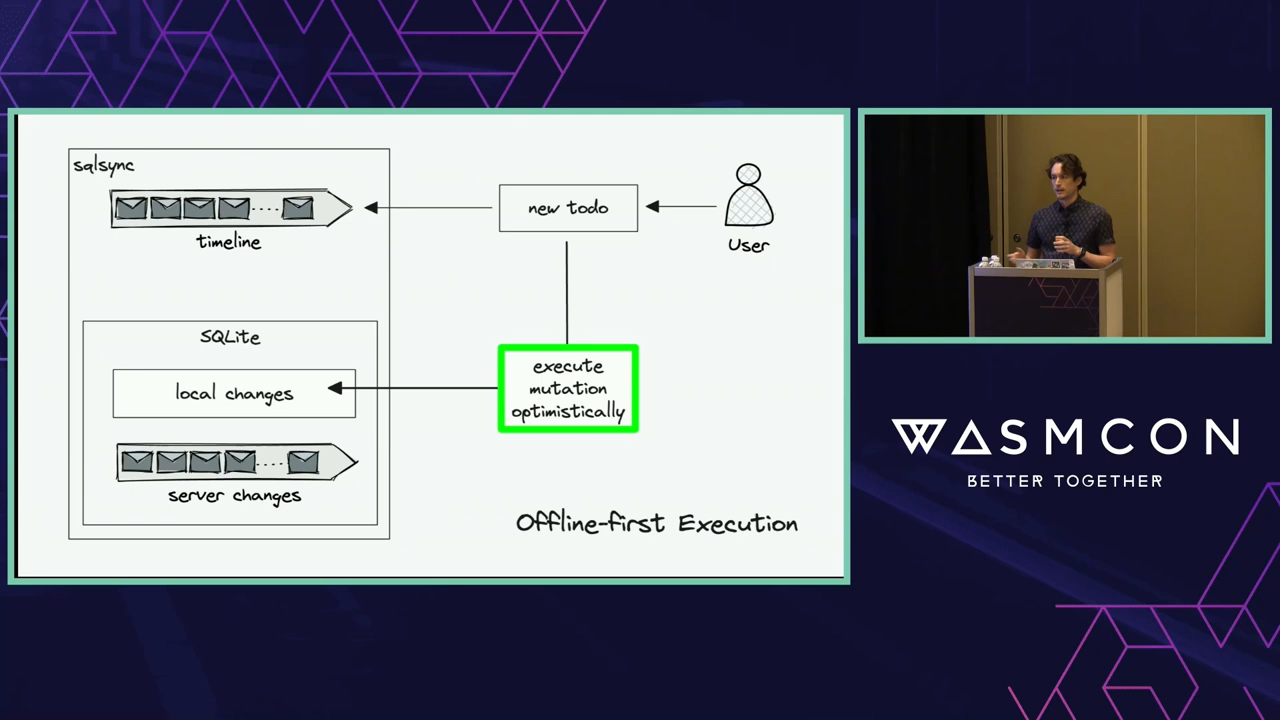 sqlsync
timeline
new todo
User
SQLite
local changes
execute
mutation
optimistically
server changes
Offline-first Execution
WASMCON
BETTER TOGETHER